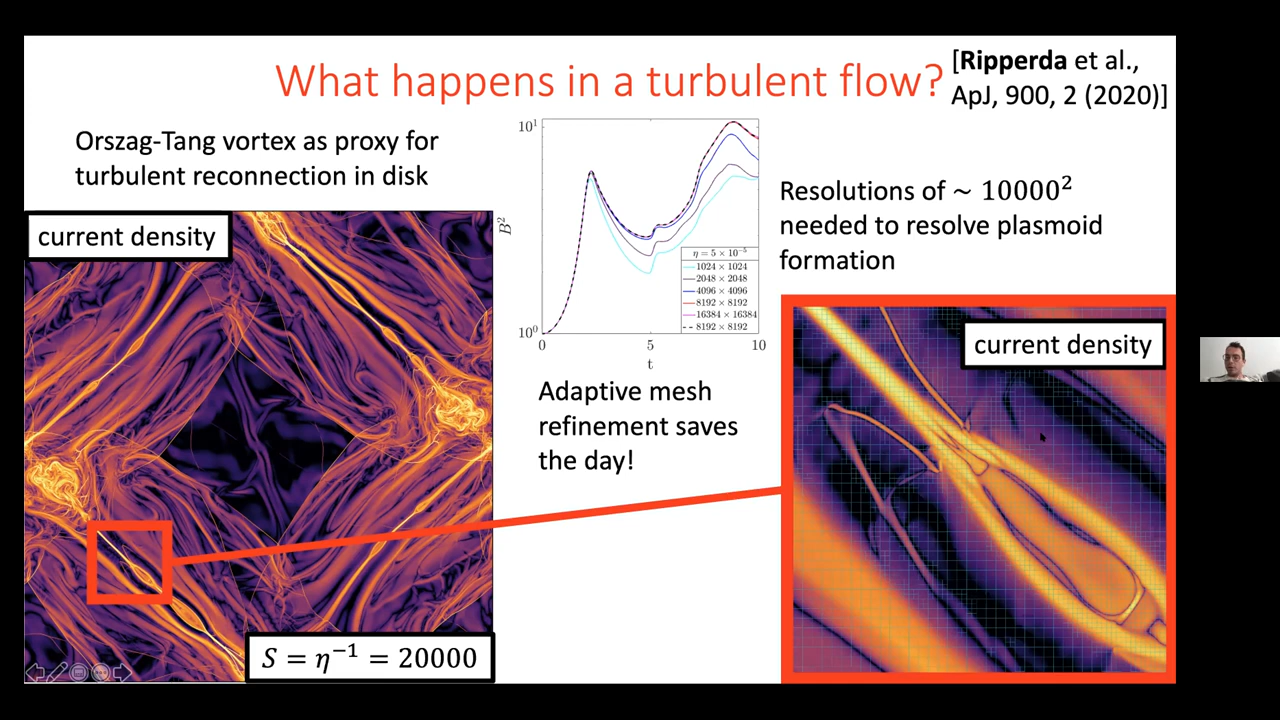 What happens in a turbulent flow?
[Ripperda et al.,
ApJ, 900, 2 (2020)]
Orszag-Tang vortex as proxy for
turbulent reconnection in disk
current density
S = η⁻¹ = 20000
10¹
B²
10⁰
0 5 10
t
η = 5 × 10⁻⁵
1024 × 1024
2048 × 2048
4096 × 4096
8192 × 8192
16384 × 16384
8192 × 8192
Adaptive mesh
refinement saves
the day!
Resolutions of ~ 10000²
needed to resolve plasmoid
formation
current density